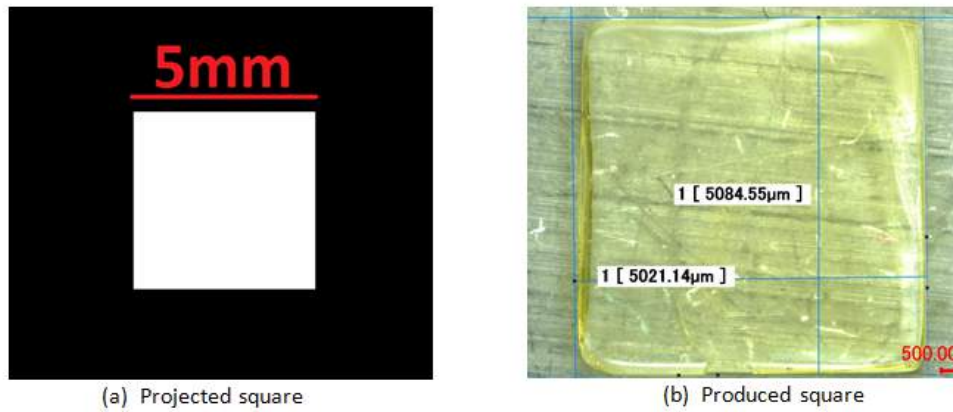 5mm
1 [ 5084.55μm ]
1 [ 5021.14μm ]
500.00
(a) Projected square
(b) Produced square